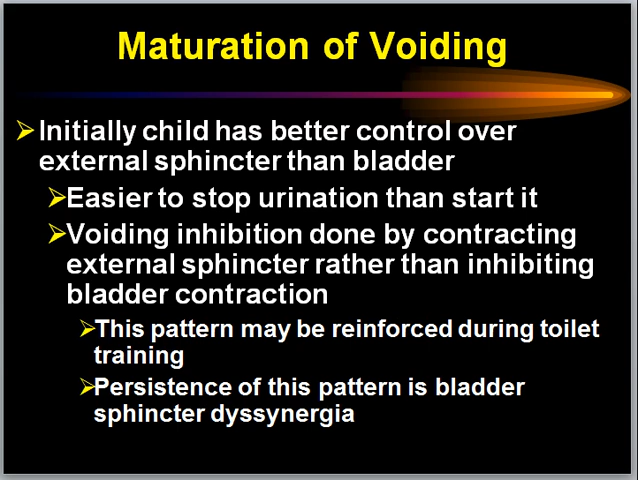 Maturation of Voiding
Initially child has better control over
external sphincter than bladder
Easier to stop urination than start it
Voiding inhibition done by contracting
external sphincter rather than inhibiting
bladder contraction
This pattern may be reinforced during toilet
training
Persistence of this pattern is bladder
sphincter dyssynergia